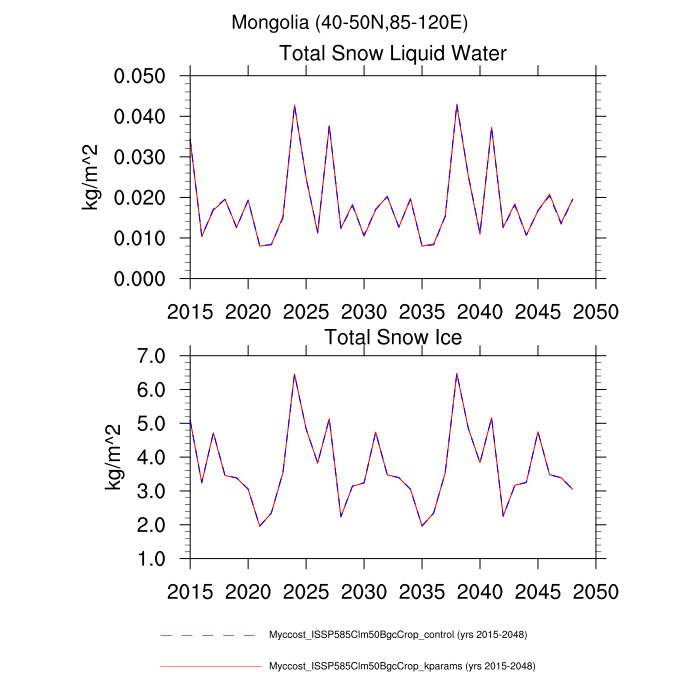 Mongolia (40-50N,85-120E)
Total Snow Liquid Water
0.050
0.040
0.030
0.020
0.010
0.000
kg/m^2
2015 2020 2025 2030 2035 2040 2045 2050
Total Snow Ice
7.0
6.0
5.0
4.0
3.0
2.0
1.0
kg/m^2
2015 2020 2025 2030 2035 2040 2045 2050
Myccost_ISSP585Clm50BgcCrop_control (yrs 2015-2048)
Myccost_ISSP585Clm50BgcCrop_kparams (yrs 2015-2048)